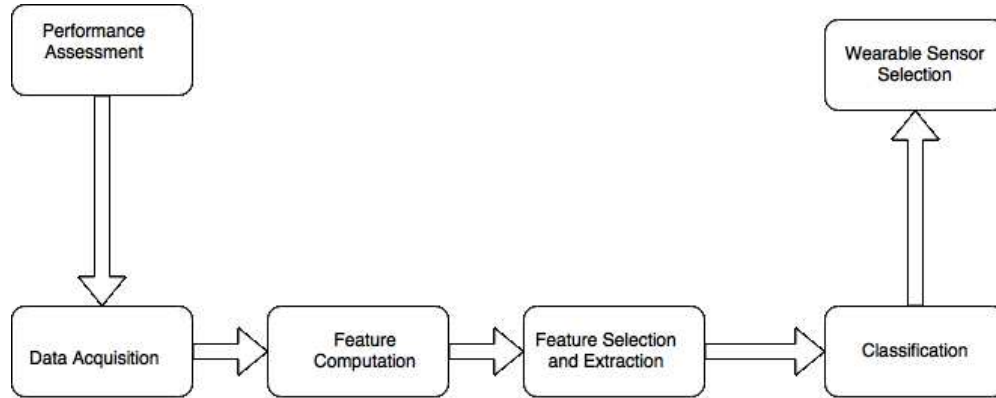 Performance
Assessment
Wearable Sensor
Selection
Data Acquisition
Feature
Computation
Feature Selection
and Extraction
Classification